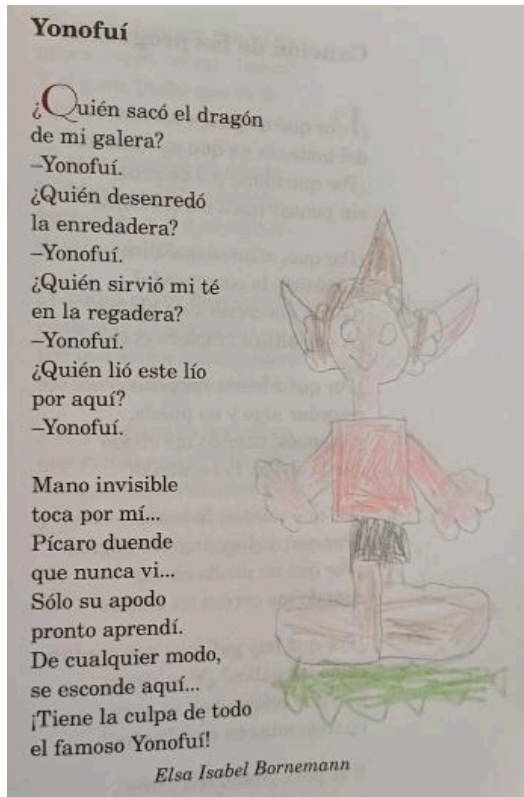 Yonofuí
¿Quién sacó el dragón
de mi galera?
–Yonofuí.
¿Quién desenredó
la enredadera?
–Yonofuí.
¿Quién sirvió mi té
en la regadera?
–Yonofuí.
¿Quién lió este lío
por aquí?
–Yonofuí.
Mano invisible
toca por mí...
Pícaro duende
que nunca vi...
Sólo su apodo
pronto aprendí.
De cualquier modo,
se esconde aquí...
¡Tiene la culpa de todo
el famoso Yonofuí!
Elsa Isabel Bornemann